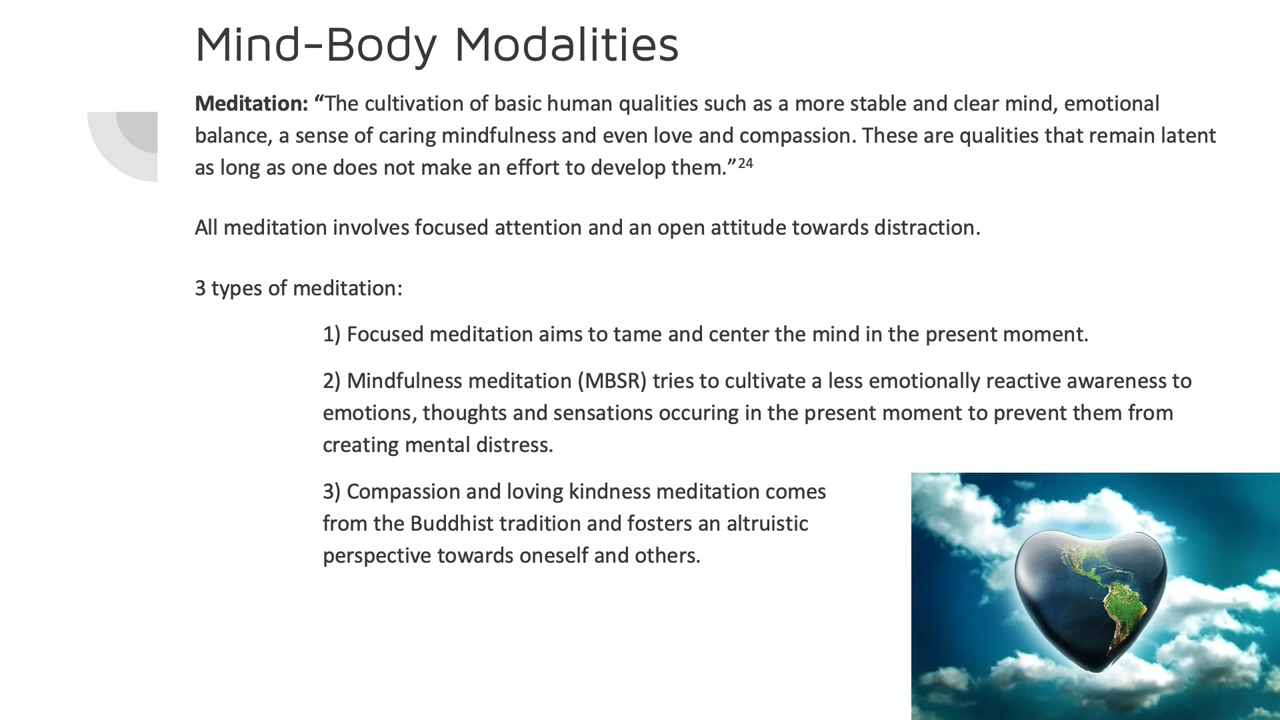 Mind-Body Modalities
Meditation: “The cultivation of basic human qualities such as a more stable and clear mind, emotional
balance, a sense of caring mindfulness and even love and compassion. These are qualities that remain latent
as long as one does not make an effort to develop them.”24
All meditation involves focused attention and an open attitude towards distraction.
3 types of meditation:
1) Focused meditation aims to tame and center the mind in the present moment.
2) Mindfulness meditation (MBSR) tries to cultivate a less emotionally reactive awareness to
emotions, thoughts and sensations occuring in the present moment to prevent them from
creating mental distress.
3) Compassion and loving kindness meditation comes
from the Buddhist tradition and fosters an altruistic
perspective towards oneself and others.